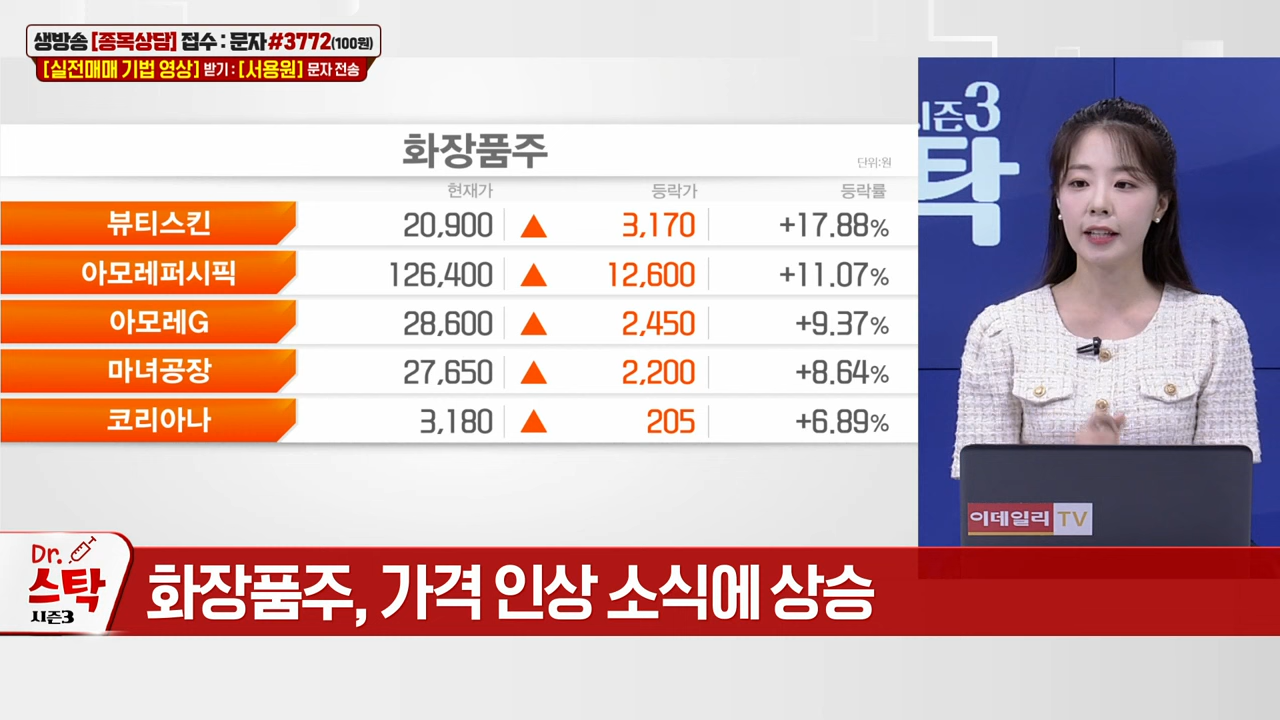 생방송 [종목상담] 접수 : 문자#3772(100원)
[실전매매 기법 영상] 받기 : [서용원] 문자 전송
화장품주
단위:원
현재가 등락가 등락률
뷰티스킨 20,900 ▲ 3,170 +17.88%
아모레퍼시픽 126,400 ▲ 12,600 +11.07%
아모레G 28,600 ▲ 2,450 +9.37%
마녀공장 27,650 ▲ 2,200 +8.64%
코리아나 3,180 ▲ 205 +6.89%
시즌3
탁
이데일리 TV
Dr.
스탁
시즌3
화장품주, 가격 인상 소식에 상승